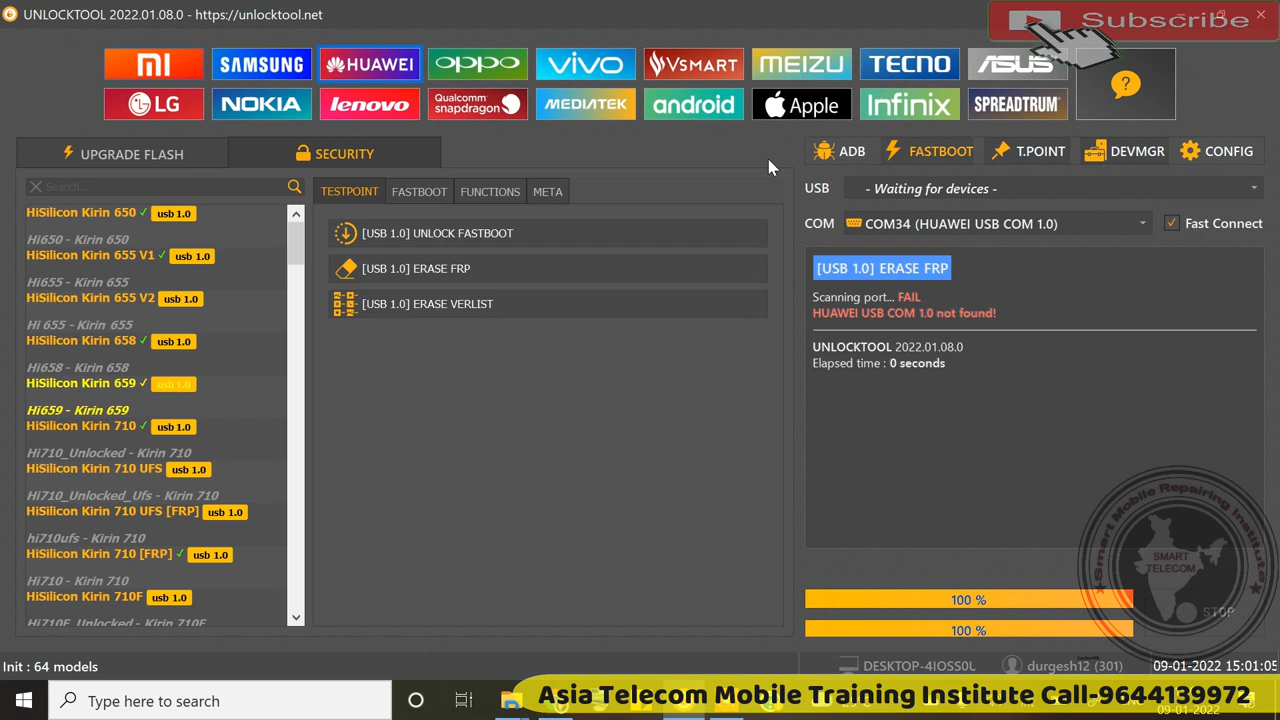 UNLOCKTOOL 2022.01.08.0 - https://unlocktool.net
Subscribe
MI SAMSUNG HUAWEI OPPO VIVO VSMART MEIZU TECNO ASUS
LG NOKIA lenovo Qualcomm snapdragon MEDIATEK android Apple Infinix SPREADTRUM
UPGRADE FLASH SECURITY
ADB FASTBOOT T.POINT DEVMGR CONFIG
Search...
TESTPOINT FASTBOOT FUNCTIONS META
USB - Waiting for devices -
COM COM34 (HUAWEI USB COM 1.0) Fast Connect
HiSilicon Kirin 650 ✓ usb 1.0
Hi650 - Kirin 650
HiSilicon Kirin 655 V1 ✓ usb 1.0
Hi655 - Kirin 655
HiSilicon Kirin 655 V2 usb 1.0
Hi 655 - Kirin 655
HiSilicon Kirin 658 ✓ usb 1.0
Hi658 - Kirin 658
HiSilicon Kirin 659 ✓ usb 1.0
Hi659 - Kirin 659
HiSilicon Kirin 710 ✓ usb 1.0
Hi710_Unlocked - Kirin 710
HiSilicon Kirin 710 UFS usb 1.0
Hi710_Unlocked_Ufs - Kirin 710
HiSilicon Kirin 710 UFS [FRP] usb 1.0
hi710ufs - Kirin 710
HiSilicon Kirin 710 [FRP] ✓ usb 1.0
Hi710 - Kirin 710
HiSilicon Kirin 710F usb 1.0
Hi710F_Unlocked - Kirin 710F
[USB 1.0] UNLOCK FASTBOOT
[USB 1.0] ERASE FRP
[USB 1.0] ERASE VERLIST
[USB 1.0] ERASE FRP
Scanning port... FAIL
HUAWEI USB COM 1.0 not found!
UNLOCKTOOL 2022.01.08.0
Elapsed time : 0 seconds
Smart Mobile Repairing Institute
SMART
TELECOM
100 %
STOP
100 %
Init : 64 models
DESKTOP-4IOSS0U durgesh12 (301) 09-01-2022 15:01:05
Type here to search
Asia Telecom Mobile Training Institute Call-9644139972
09-01-2022